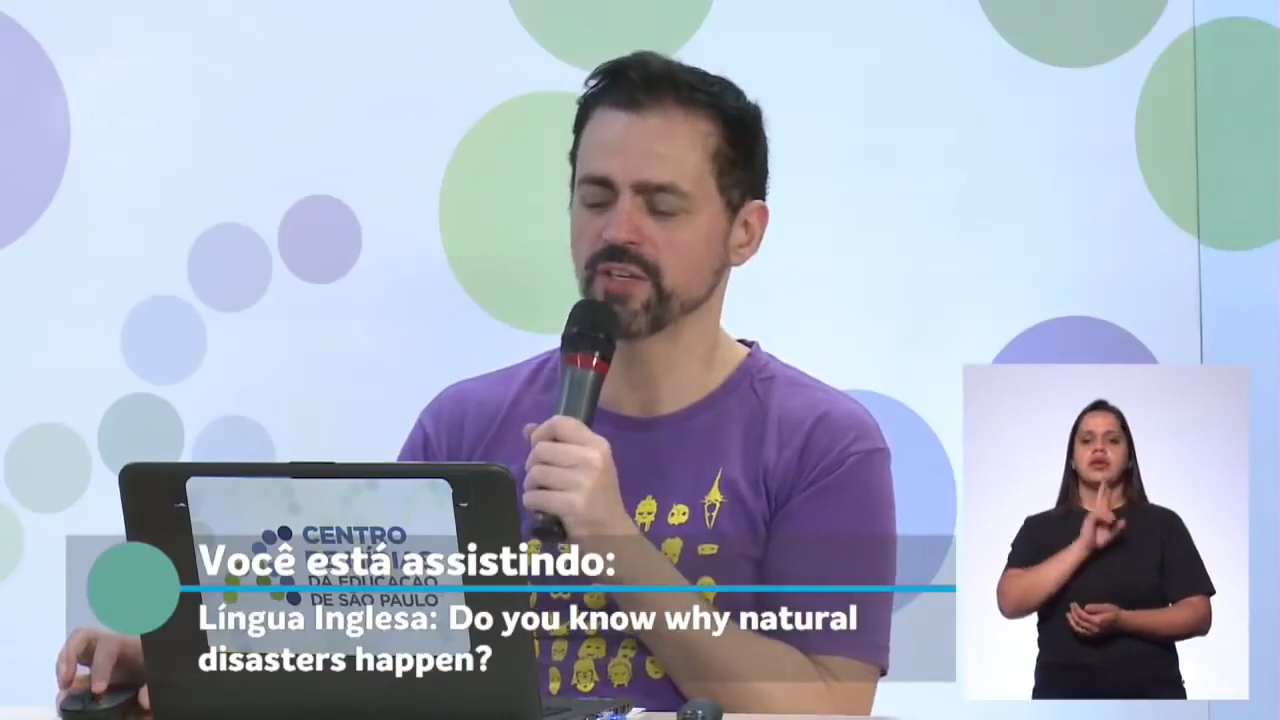 CENTRO
DA EDUCAÇÃO
DE SÃO PAULO
Você está assistindo:
Língua Inglesa: Do you know why natural
disasters happen?